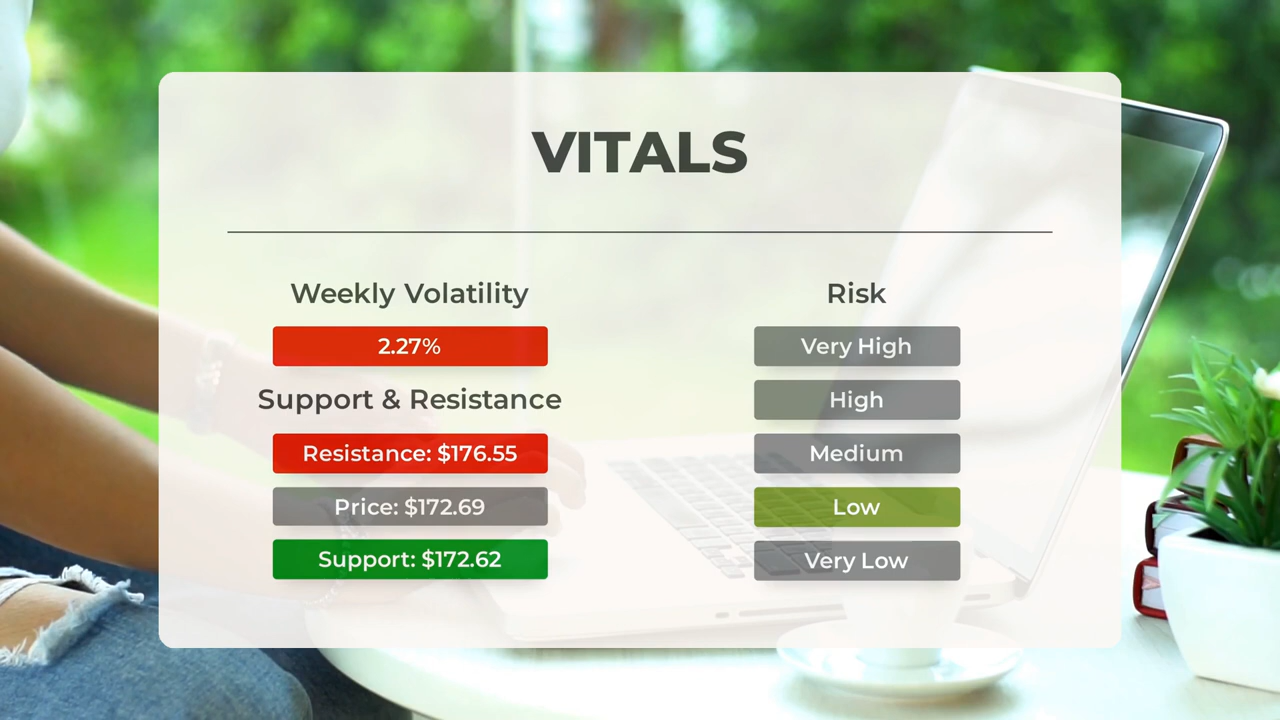 VITALS
Weekly Volatility
2.27%
Support & Resistance
Resistance: $176.55
Price: $172.69
Support: $172.62
Risk
Very High
High
Medium
Low
Very Low